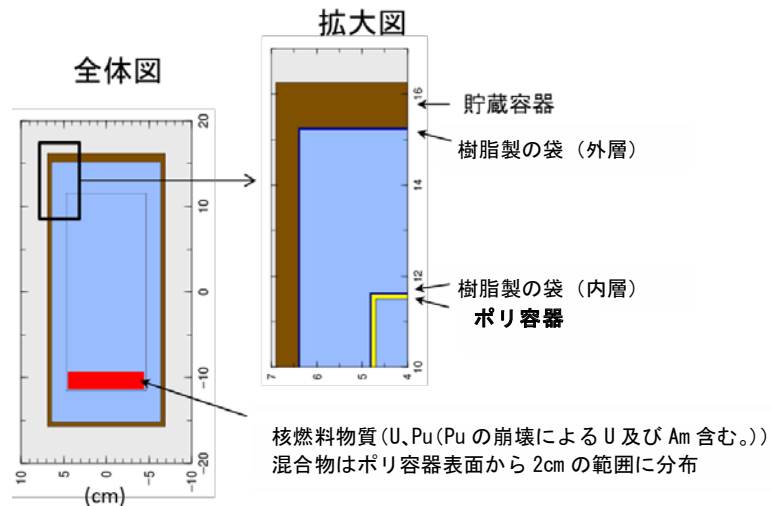 全体図
拡大図
貯蔵容器
樹脂製の袋（外層）
樹脂製の袋（内層）
ポリ容器
核燃料物質（U、Pu（Pu の崩壊による U 及び Am 含む。））
混合物はポリ容器表面から 2cm の範囲に分布
20
10
0
-10
-20
10
5
0
-5
-10
(cm)
16
14
12
10
7
6
5
4